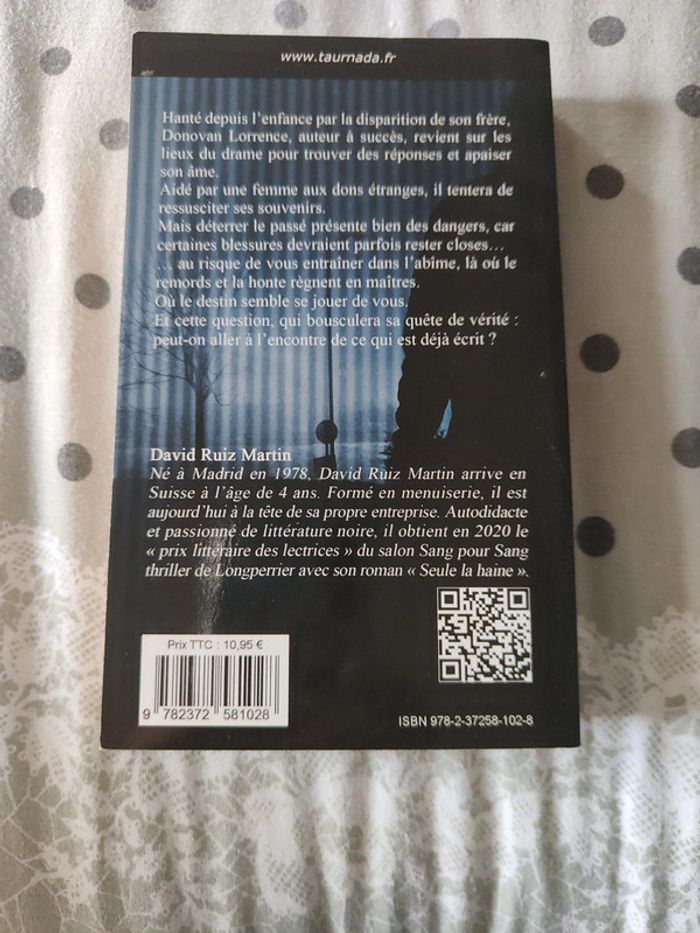 www.taurnada.fr
Hanté depuis l'enfance par la disparition de son frère,
Donovan Lorrence, auteur à succès, revient sur les
lieux du drame pour trouver des réponses et apaiser
son âme.
Aidé par une femme aux dons étranges, il tentera de
ressusciter ses souvenirs.
Mais déterrer le passé présente bien des dangers, car
certaines blessures devraient parfois rester closes…
… au risque de vous entraîner dans l'abîme, là où le
remords et la honte règnent en maîtres.
Où le destin semble se jouer de vous.
Et cette question, qui bousculera sa quête de vérité :
peut-on aller à l'encontre de ce qui est déjà écrit ?
David Ruiz Martin
Né à Madrid en 1978, David Ruiz Martin arrive en
Suisse à l'âge de 4 ans. Formé en menuiserie, il est
aujourd'hui à la tête de sa propre entreprise. Autodidacte
et passionné de littérature noire, il obtient en 2020 le
« prix littéraire des lectrices » du salon Sang pour Sang
thriller de Longperrier avec son roman « Seule la haine ».
Prix TTC : 10,95 €
9 782372 581028
ISBN 978-2-37258-102-8